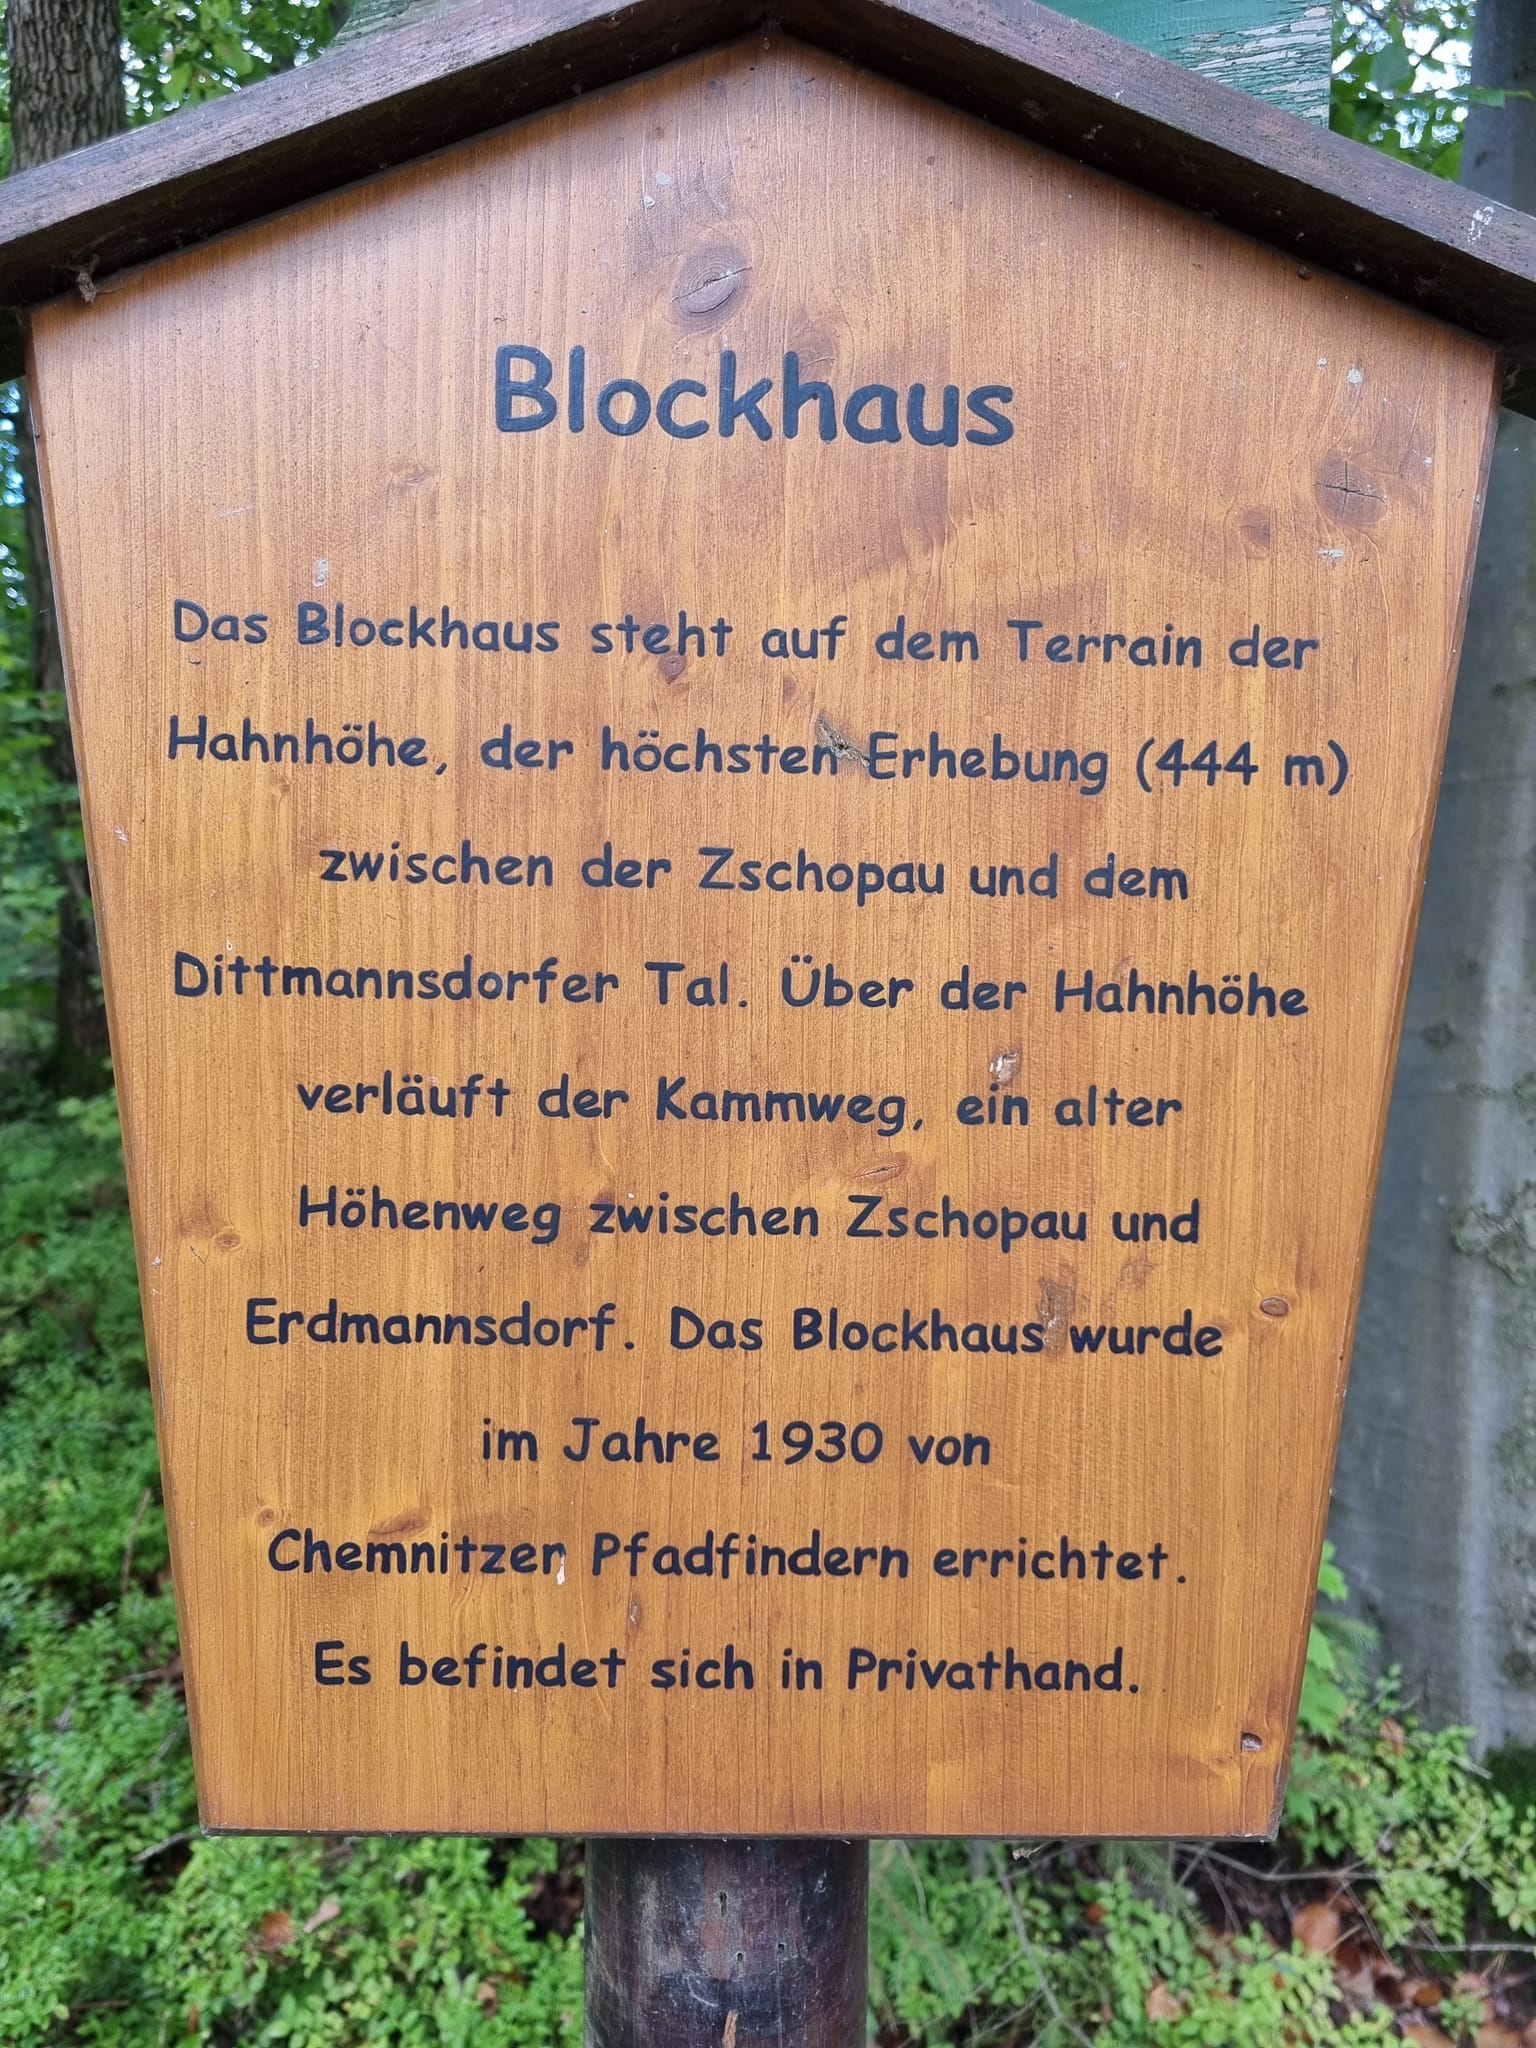 Blockhaus
Das Blockhaus steht auf dem Terrain der
Hahnhöhe, der höchsten Erhebung (444 m)
zwischen der Zschopau und dem
Dittmannsdorfer Tal. Über der Hahnhöhe
verläuft der Kammweg, ein alter
Höhenweg zwischen Zschopau und
Erdmannsdorf. Das Blockhaus wurde
im Jahre 1930 von
Chemnitzer Pfadfindern errichtet.
Es befindet sich in Privathand.